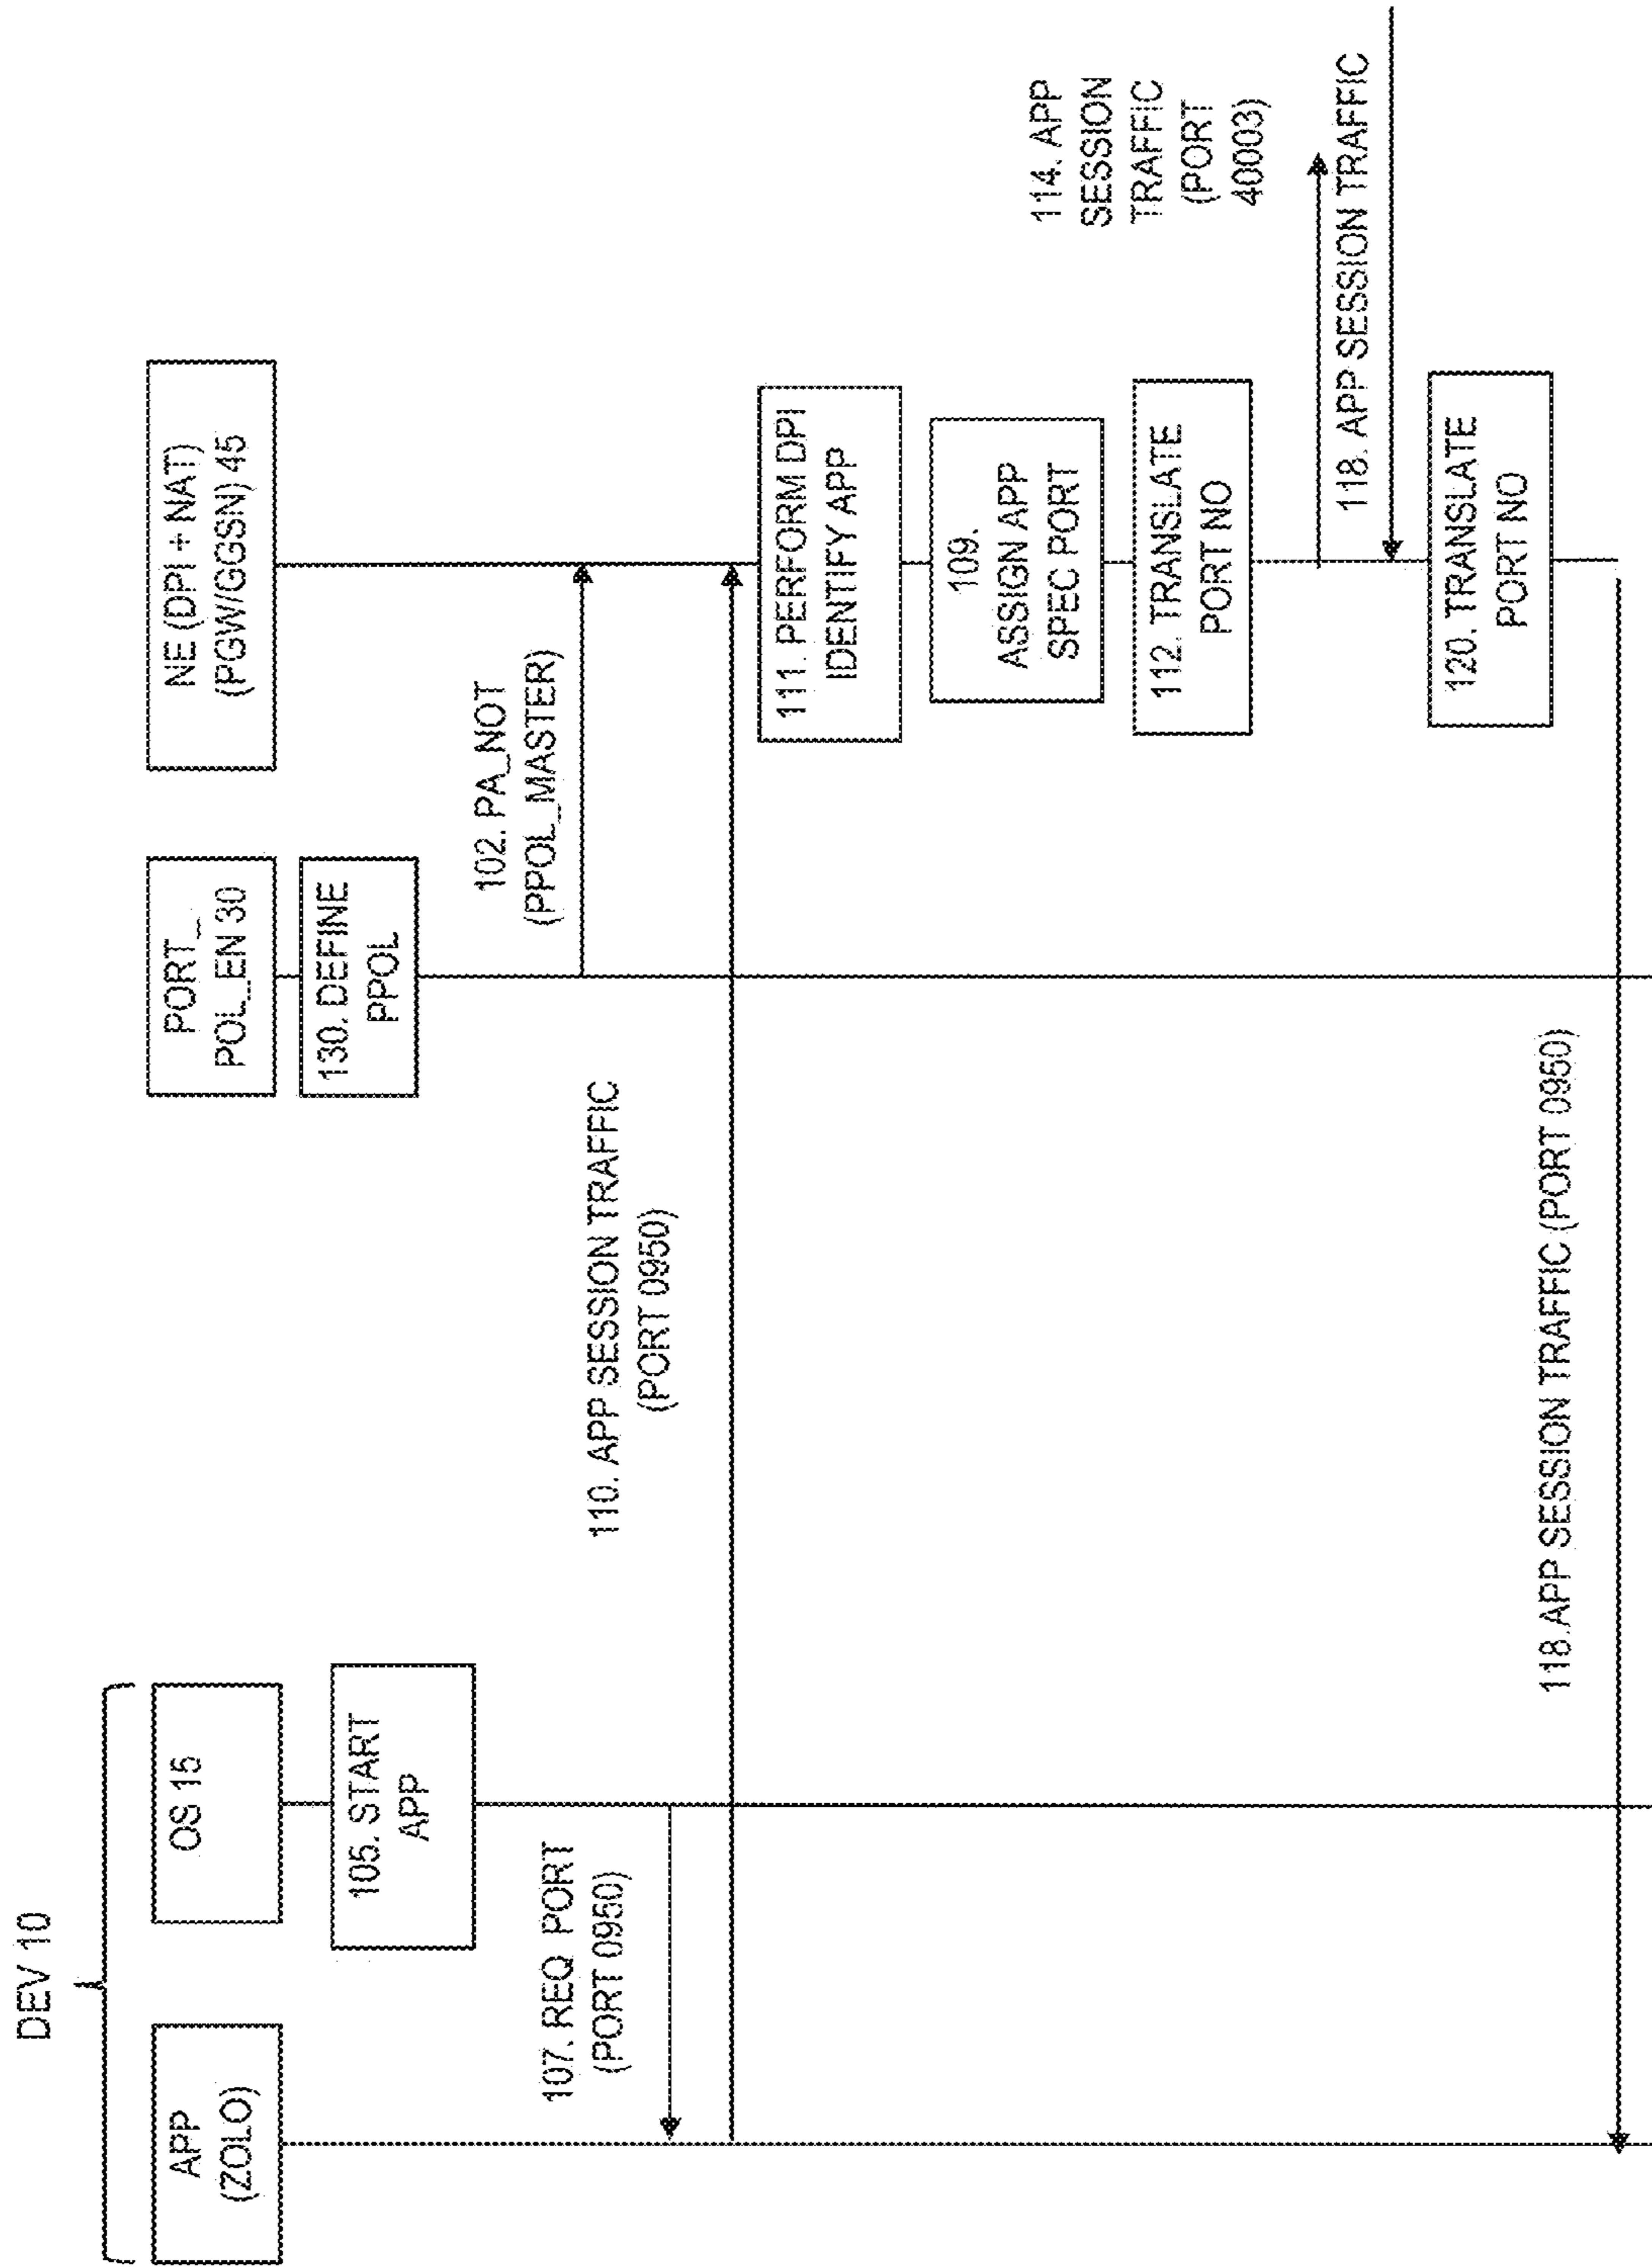 DEV 10
APP
(ZOLO)
OS 15
PORT_
POL_EN 30
NE (DPI + NAT)
(PGW/GGSN) 45
130. DEFINE
PPOL
105. START
APP
102. PA_NOT
(PPOL_MASTER)
107. REQ PORT
(PORT 0950)
110. APP SESSION TRAFFIC
(PORT 0950)
111. PERFORM DPI
IDENTIFY APP
109.
ASSIGN APP
SPEC PORT
112. TRANSLATE
PORT NO
114. APP
SESSION
TRAFFIC
(PORT
40003)
118. APP SESSION TRAFFIC
120. TRANSLATE
PORT NO
118.APP SESSION TRAFFIC (PORT 0950)